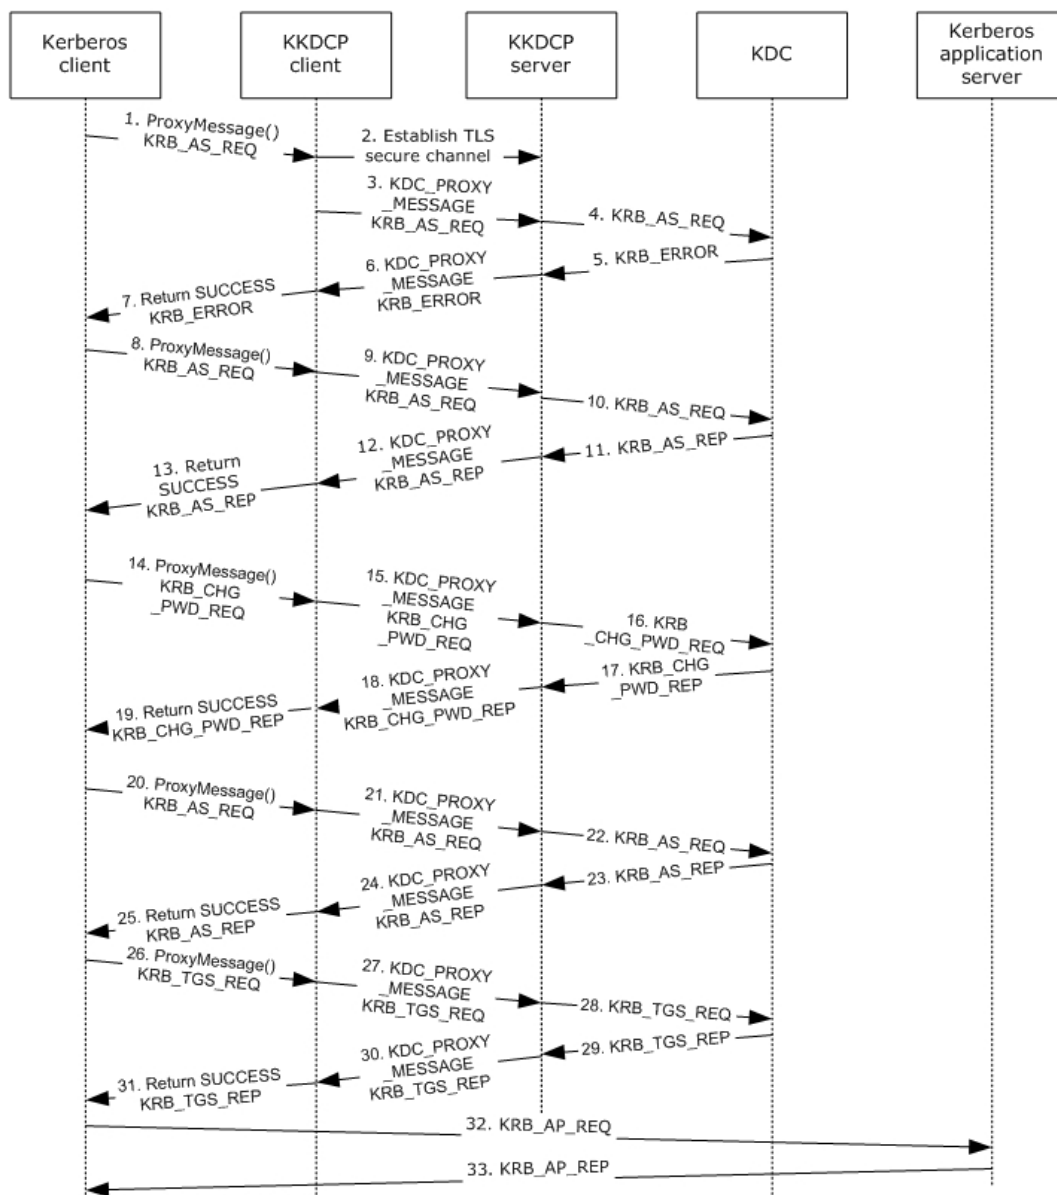 Kerberos
client
KKDCP
client
KKDCP
server
KDC
Kerberos
application
server
1. ProxyMessage()
KRB_AS_REQ
2. Establish TLS
secure channel
3. KDC_PROXY
_MESSAGE
KRB_AS_REQ
4. KRB_AS_REQ
5. KRB_ERROR
6. KDC_PROXY
_MESSAGE
KRB_ERROR
7. Return SUCCESS
KRB_ERROR
8. ProxyMessage()
KRB_AS_REQ
9. KDC_PROXY
_MESSAGE
KRB_AS_REQ
10. KRB_AS_REQ
11. KRB_AS_REP
12. KDC_PROXY
_MESSAGE
KRB_AS_REP
13. Return
SUCCESS
KRB_AS_REP
14. ProxyMessage()
KRB_CHG
_PWD_REQ
15. KDC_PROXY
_MESSAGE
KRB_CHG
_PWD_REQ
16. KRB
_CHG_PWD_REQ
17. KRB_CHG
_PWD_REP
18. KDC_PROXY
_MESSAGE
KRB_CHG_PWD_REP
19. Return SUCCESS
KRB_CHG_PWD_REP
20. ProxyMessage()
KRB_AS_REQ
21. KDC_PROXY
_MESSAGE
KRB_AS_REQ
22. KRB_AS_REQ
23. KRB_AS_REP
24. KDC_PROXY
_MESSAGE
KRB_AS_REP
25. Return SUCCESS
KRB_AS_REP
26. ProxyMessage()
KRB_TGS_REQ
27. KDC_PROXY
_MESSAGE
KRB_TGS_REQ
28. KRB_TGS_REQ
29. KRB_TGS_REP
30. KDC_PROXY
_MESSAGE
KRB_TGS_REP
31. Return SUCCESS
KRB_TGS_REP
32. KRB_AP_REQ
33. KRB_AP_REP